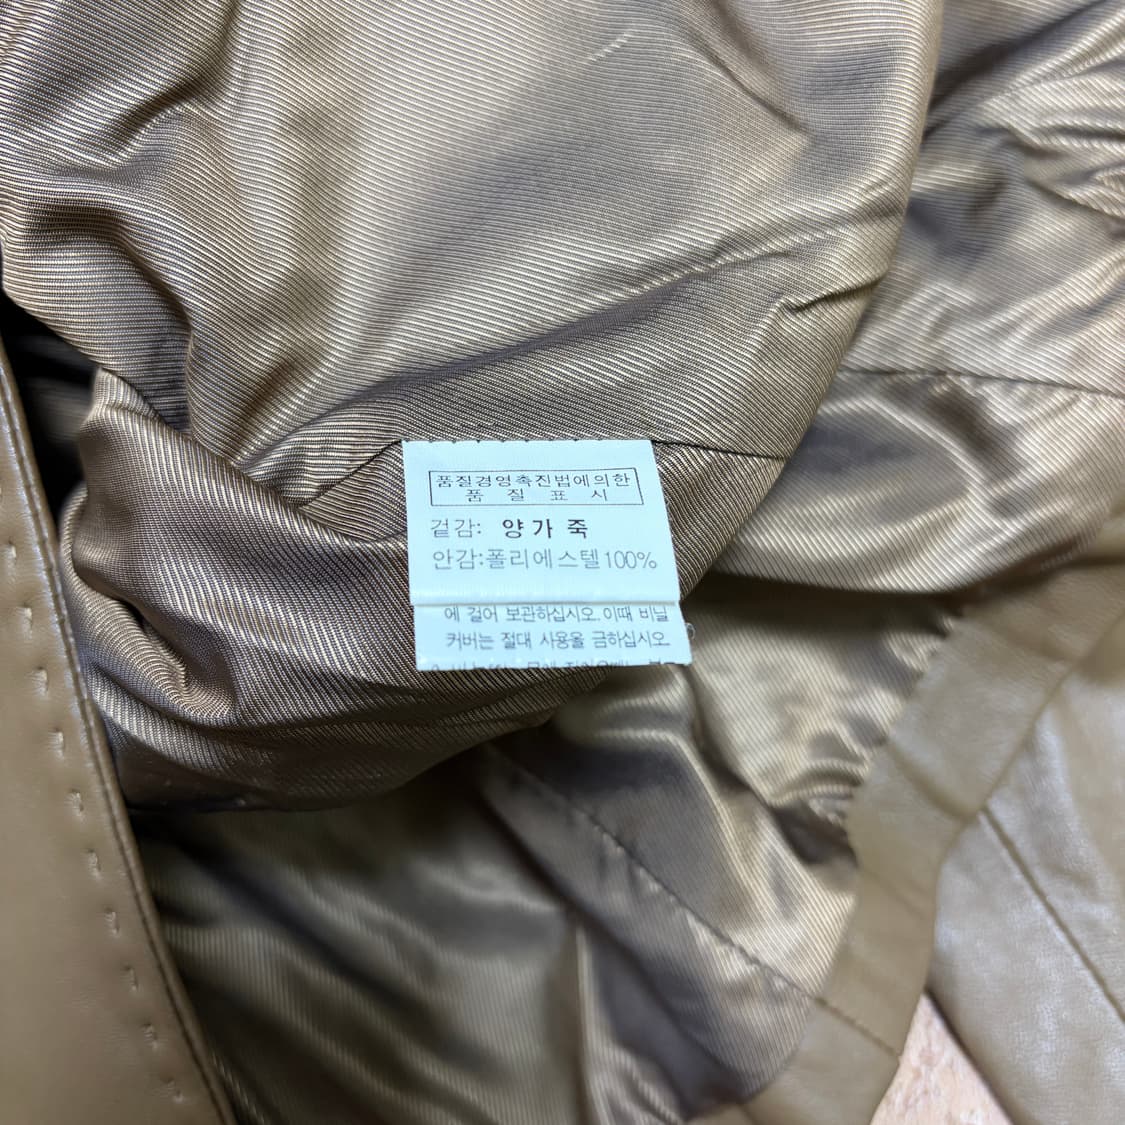 품질경영촉진법에의한
품 질 표 시
겉감: 양가죽
안감:폴리에스텔100%
에 걸어 보관하십시오.이때 비닐
커버는 절대 사용을 금하십시오